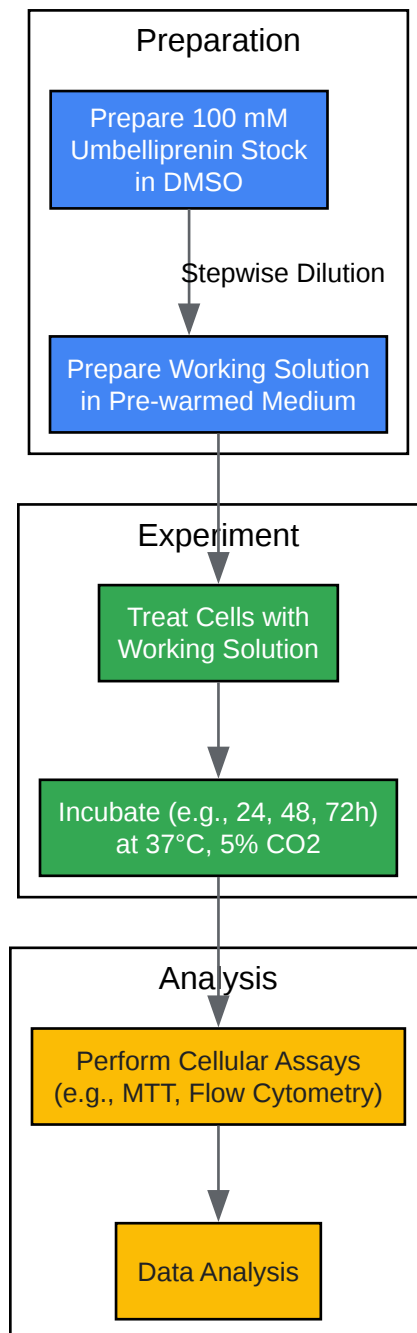 Preparation
Prepare 100 mM
Umbelliprenin Stock
in DMSO
Stepwise Dilution
Prepare Working Solution
in Pre-warmed Medium
Experiment
Treat Cells with
Working Solution
Incubate (e.g., 24, 48, 72h)
at 37°C, 5% CO2
Analysis
Perform Cellular Assays
(e.g., MTT, Flow Cytometry)
Data Analysis